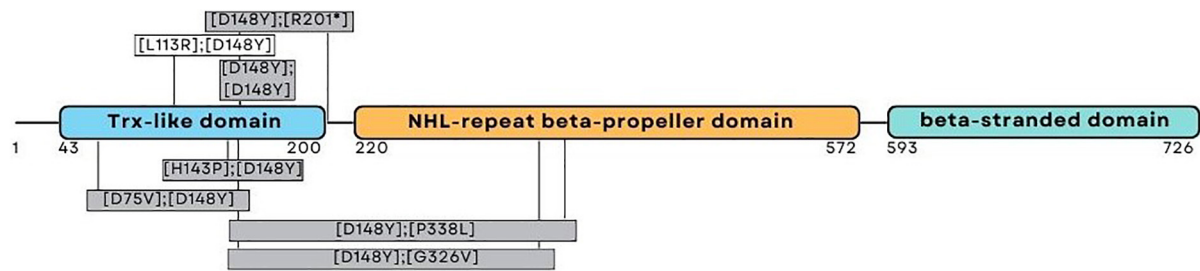 [D148Y];[R201*]
[L113R];[D148Y]
[D148Y];
[D148Y]
Trx-like domain
NHL-repeat beta-propeller domain
beta-stranded domain
1
43
200
220
572
593
726
[H143P];[D148Y]
[D75V];[D148Y]
[D148Y];[P338L]
[D148Y];[G326V]